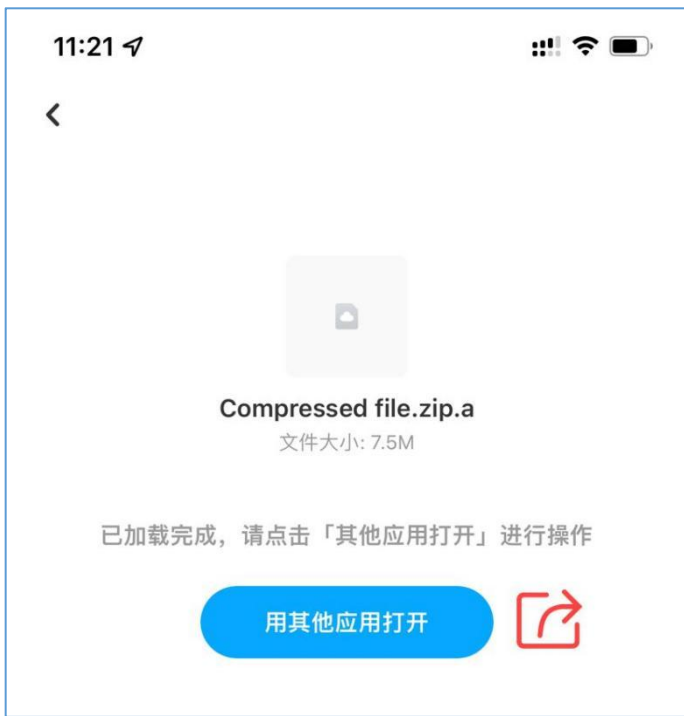 11:21
Compressed file.zip.a
文件大小: 7.5M
已加载完成，请点击「其他应用打开」进行操作
用其他应用打开